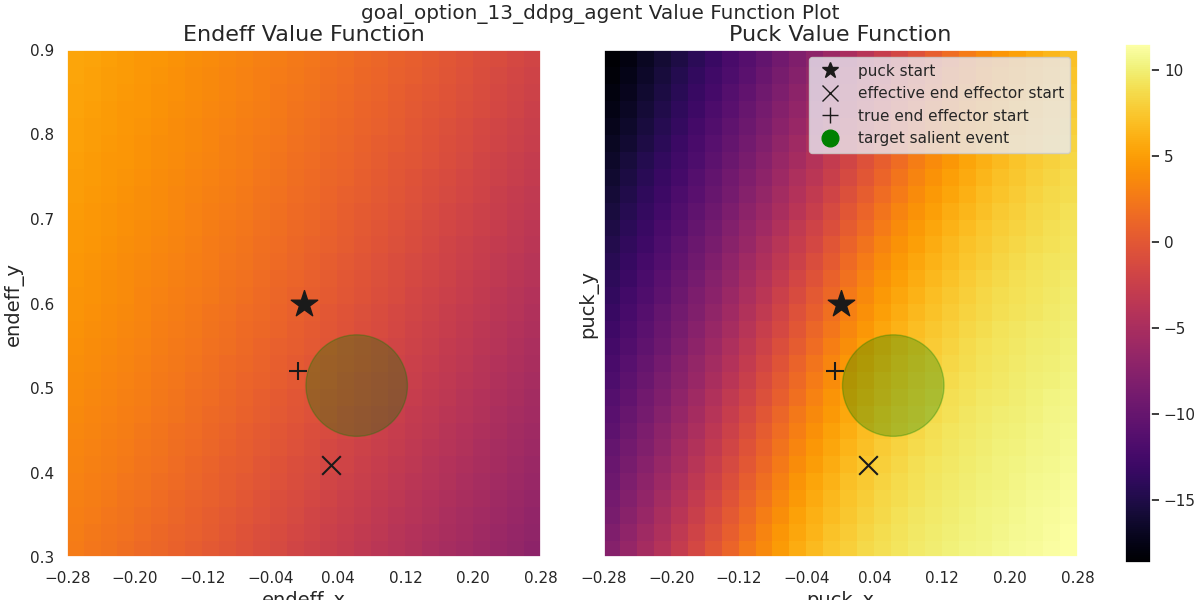 goal_option_13_ddpg_agent Value Function Plot
Endeff Value Function
Puck Value Function
puck start
effective end effector start
true end effector start
target salient event
endeff_y
0.9
0.8
0.7
0.6
0.5
0.4
0.3
−0.28 −0.20 −0.12 −0.04 0.04 0.12 0.20 0.28
endeff_x
puck_y
−0.28 −0.20 −0.12 −0.04 0.04 0.12 0.20 0.28
puck_x
10
5
0
−5
−10
−15